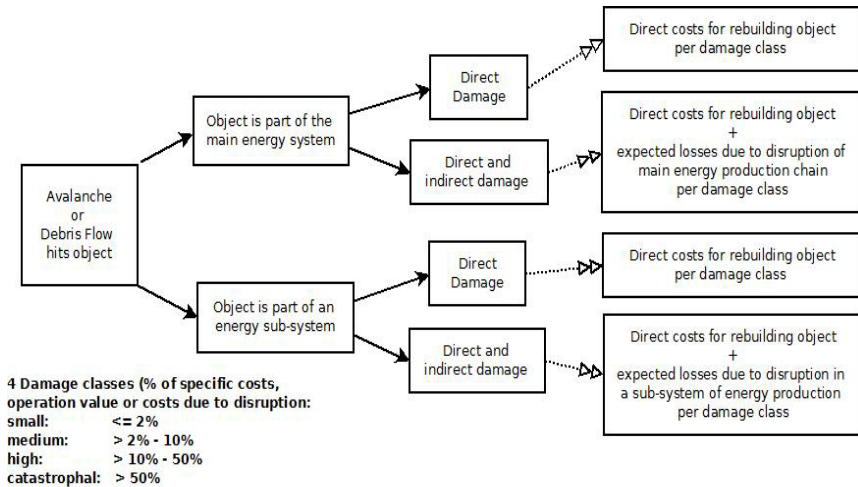 Avalanche
or
Debris Flow
hits object
Object is part of the
main energy system
Object is part of an
energy sub-system
Direct
Damage
Direct and
indirect damage
Direct
Damage
Direct and
indirect damage
Direct costs for rebuilding object
per damage class
Direct costs for rebuilding object
+
expected losses due to disruption of
main energy production chain
per damage class
Direct costs for rebuilding object
per damage class
Direct costs for rebuilding object
+
expected losses due to disruption in
a sub-system of energy production
per damage class
4 Damage classes (% of specific costs,
operation value or costs due to disruption:
small: <= 2%
medium: > 2% - 10%
high: > 10% - 50%
catastrophal: > 50%